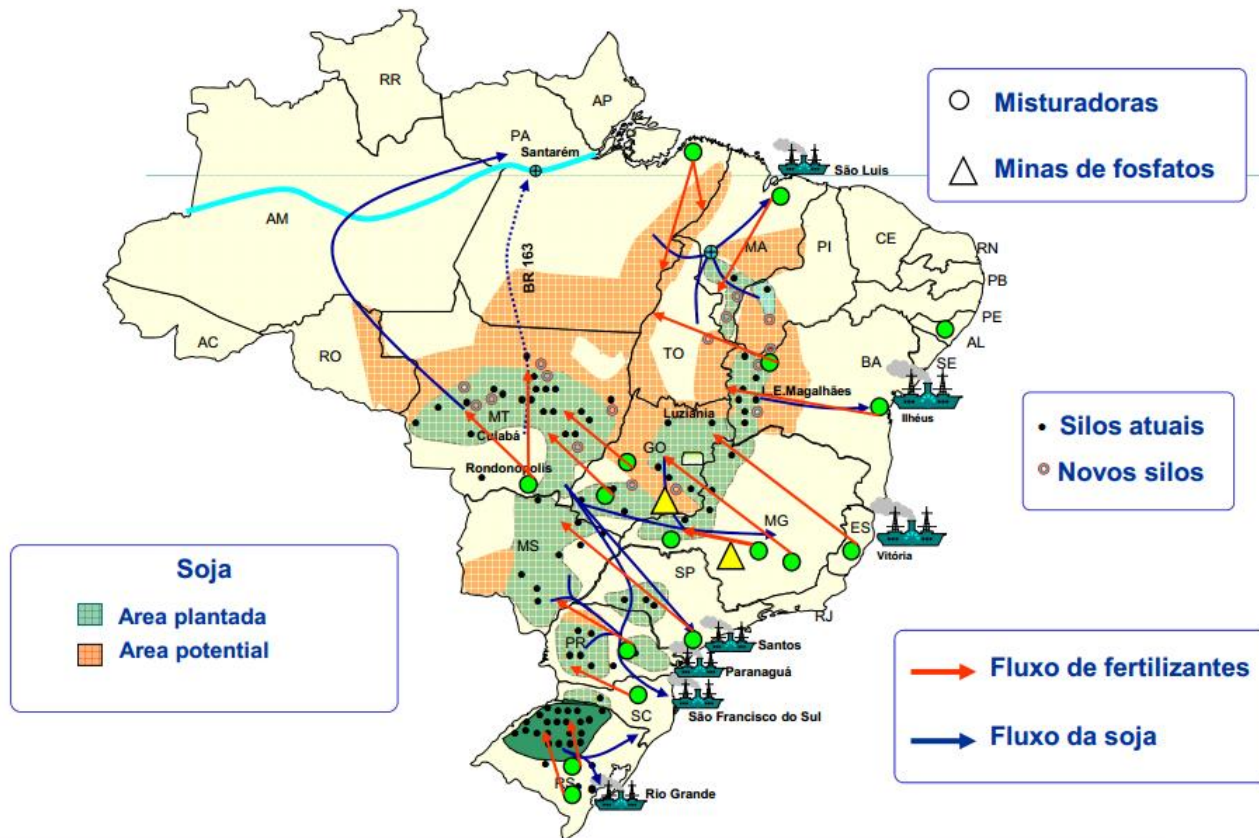 RR
AP
PA
Santarém
São Luis
AM
MA
PI
CE
RN
PB
PE
AL
SE
BR 163
AC
RO
TO
BA
L.E.Magalhães
Ilhéus
MT
Cuiabá
Luziania
GO
Rondonópolis
MG
ES
Vitória
MS
SP
RJ
Santos
PR
Paranaguá
São Francisco do Sul
SC
RS
Rio Grande
Misturadoras
Minas de fosfatos
Silos atuais
Novos silos
Soja
Area plantada
Area potential
Fluxo de fertilizantes
Fluxo da soja